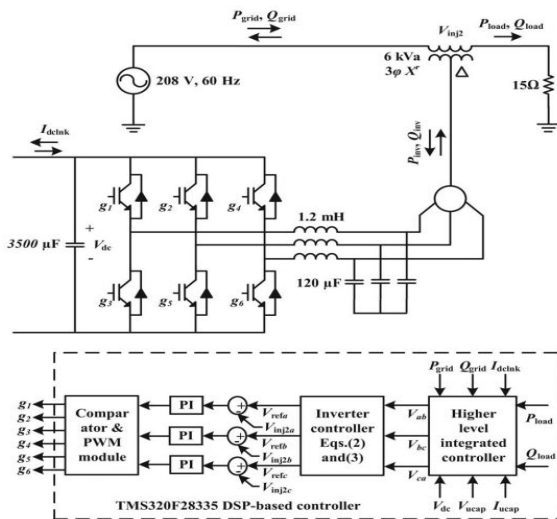 P_grid, Q_grid
V_inj2
P_load, Q_load
6 kVa
3φ X^r
Δ
208 V, 60 Hz
15Ω
I_dclnk
P_inv, Q_inv
g1
g2
g4
1.2 mH
+
3500 μF
V_dc
-
g3
g5
g6
120 μF
P_grid Q_grid I_dclnk
g1
g2
g3
g4
g5
g6
Compar
ator &
PWM
module
PI
PI
PI
V_refa
V_inj2a
V_refb
V_inj2b
V_refc
V_inj2c
Inverter
controller
Eqs.(2)
and(3)
V_ab
V_bc
V_ca
Higher
level
integrated
controller
P_load
Q_load
V_dc V_ucap I_ucap
TMS320F28335 DSP-based controller